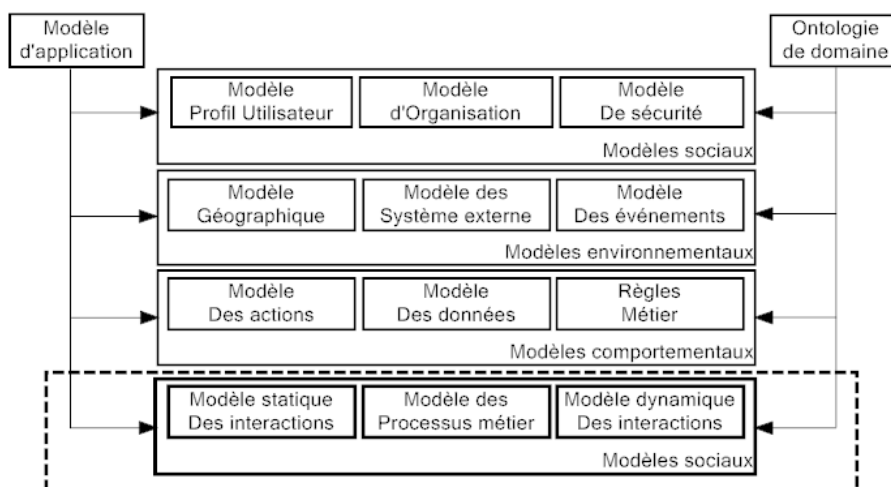 Modèle
d'application
Ontologie
de domaine
Modèle
Profil Utilisateur
Modèle
d'Organisation
Modèle
De sécurité
Modèles sociaux
Modèle
Géographique
Modèle des
Système externe
Modèle
Des événements
Modèles environnementaux
Modèle
Des actions
Modèle
Des données
Règles
Métier
Modèles comportementaux
Modèle statique
Des interactions
Modèle des
Processus métier
Modèle dynamique
Des interactions
Modèles sociaux